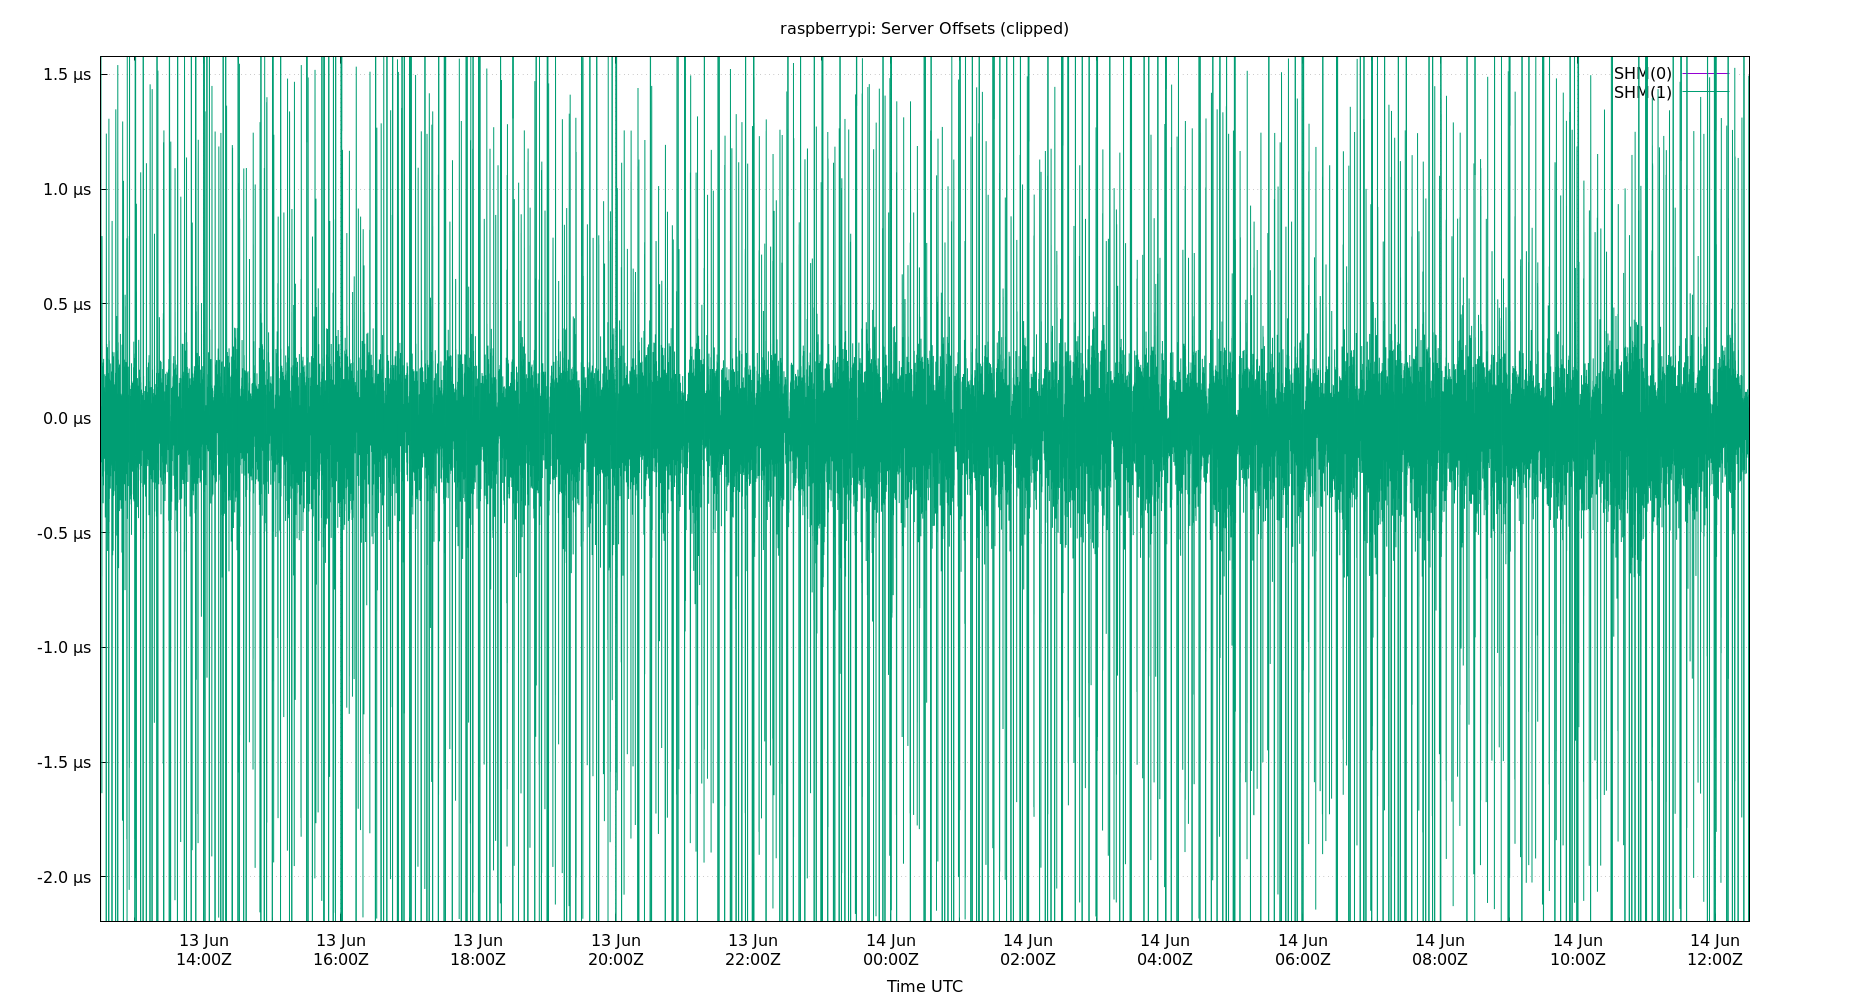 raspberrypi: Server Offsets (clipped)
1.5 µs
1.0 µs
0.5 µs
0.0 µs
-0.5 µs
-1.0 µs
-1.5 µs
-2.0 µs
SHM(0)
SHM(1)
13 Jun 13 Jun 13 Jun 13 Jun 13 Jun 14 Jun 14 Jun 14 Jun 14 Jun 14 Jun 14 Jun 14 Jun
14:00Z 16:00Z 18:00Z 20:00Z 22:00Z 00:00Z 02:00Z 04:00Z 06:00Z 08:00Z 10:00Z 12:00Z
Time UTC